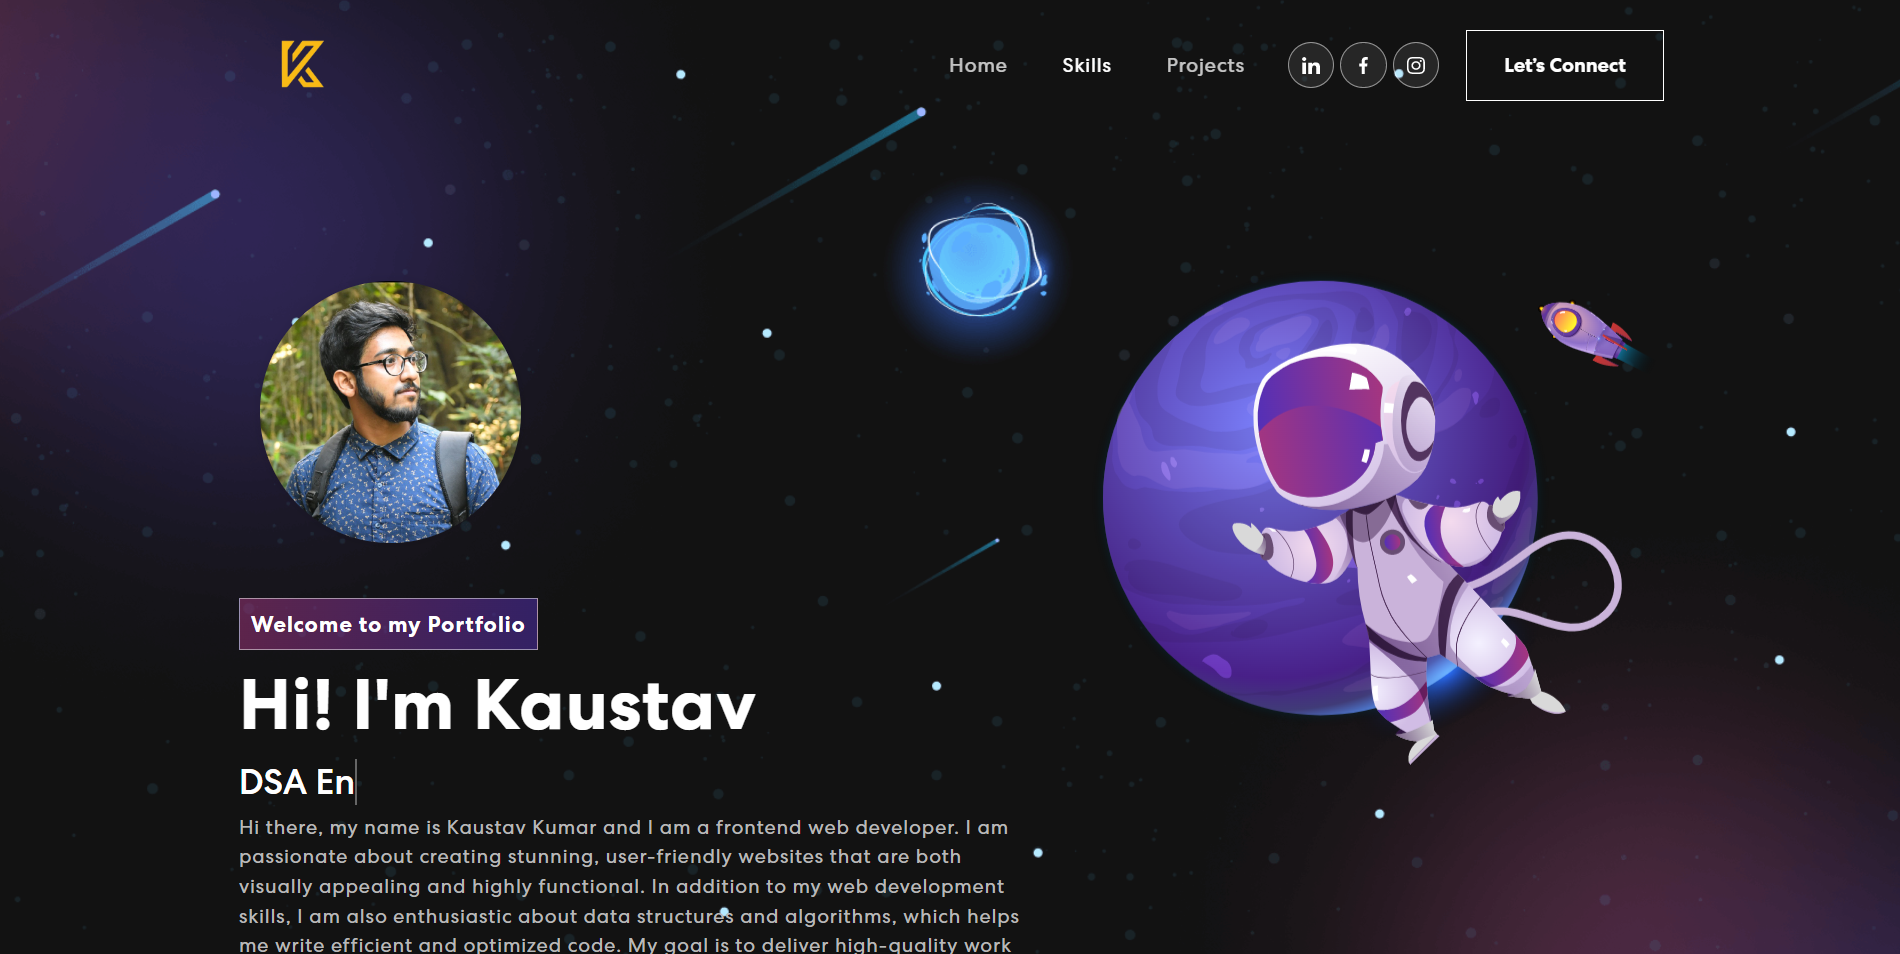 Home Skills Projects Let's Connect
Welcome to my Portfolio
Hi! I'm Kaustav
DSA En
Hi there, my name is Kaustav Kumar and I am a frontend web developer. I am
passionate about creating stunning, user-friendly websites that are both
visually appealing and highly functional. In addition to my web development
skills, I am also enthusiastic about data structures and algorithms, which helps
me write efficient and optimized code. My goal is to deliver high-quality work